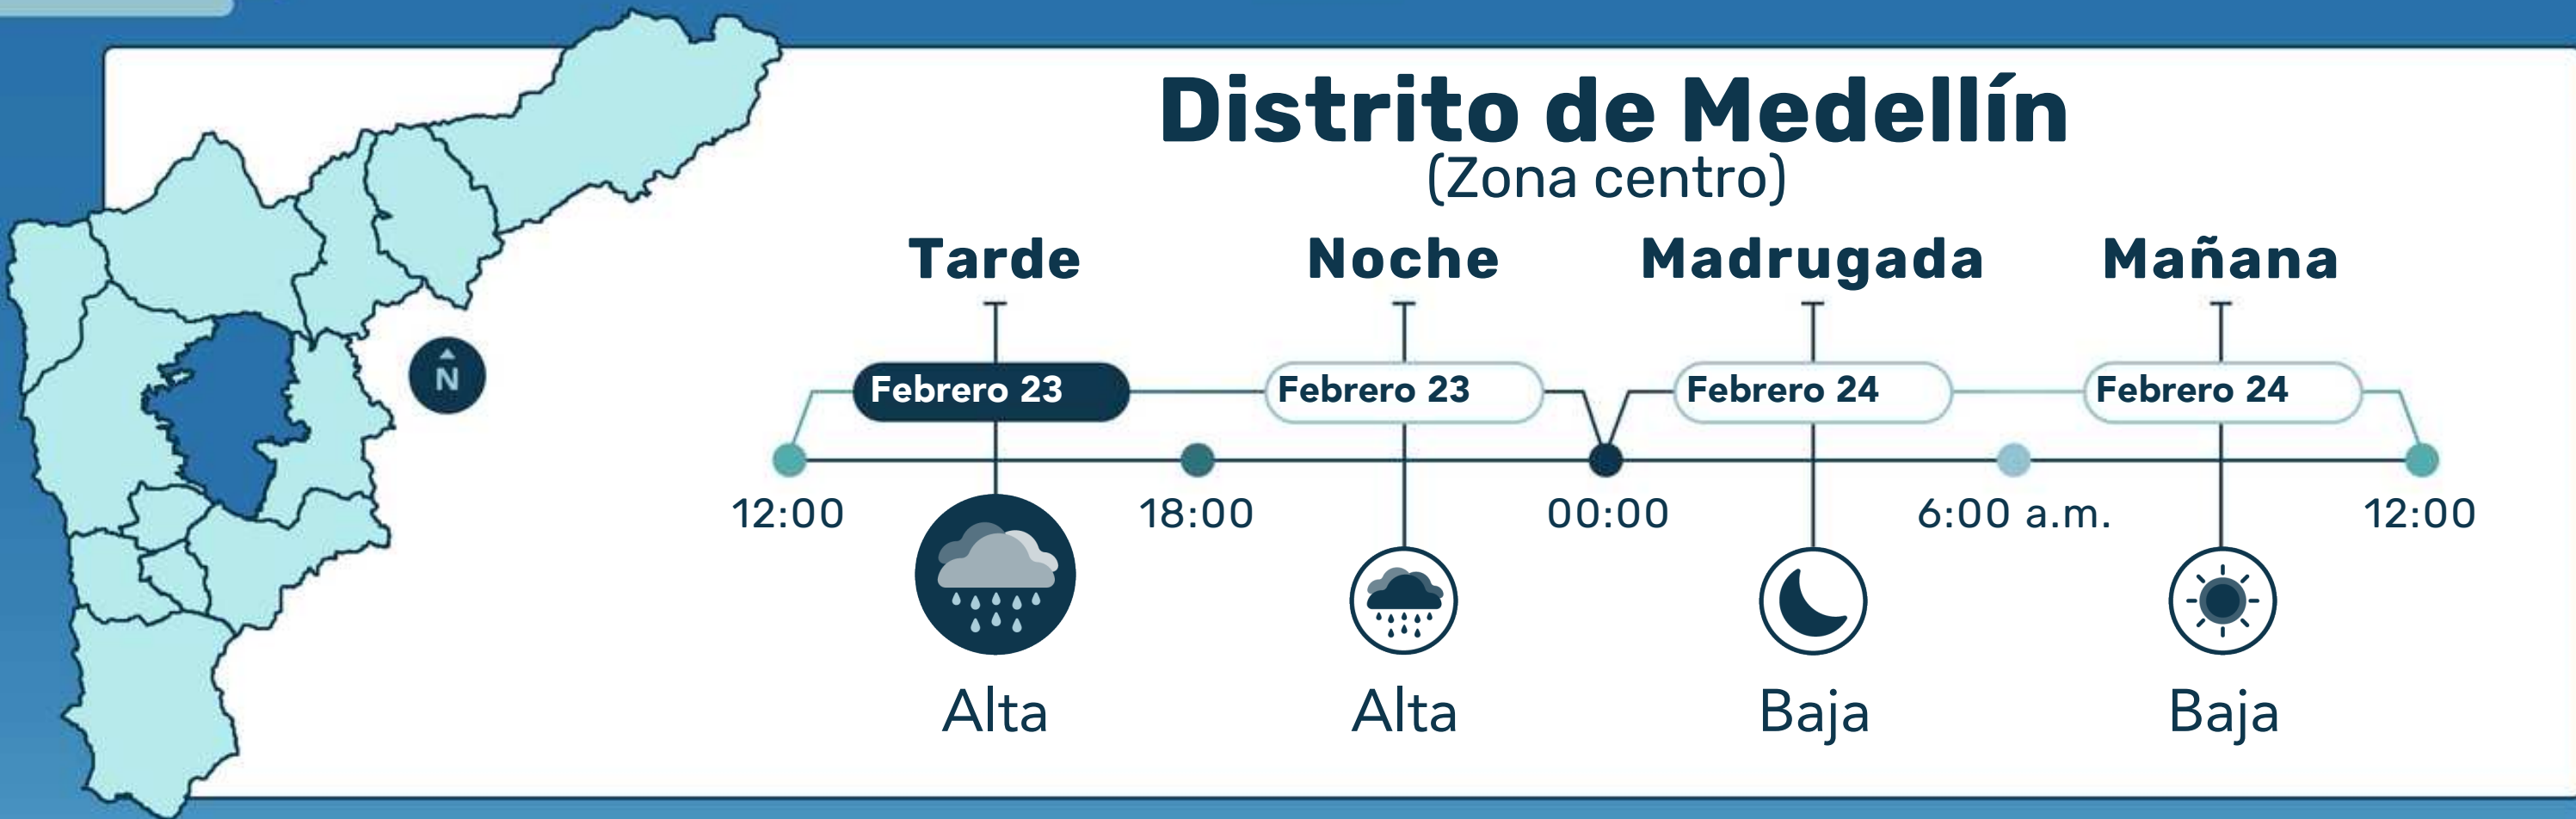 Distrito de Medellín
(Zona centro)
Tarde Noche Madrugada Mañana
N
Febrero 23 Febrero 23 Febrero 24 Febrero 24
12:00 18:00 00:00 6:00 a.m. 12:00
Alta Alta Baja Baja